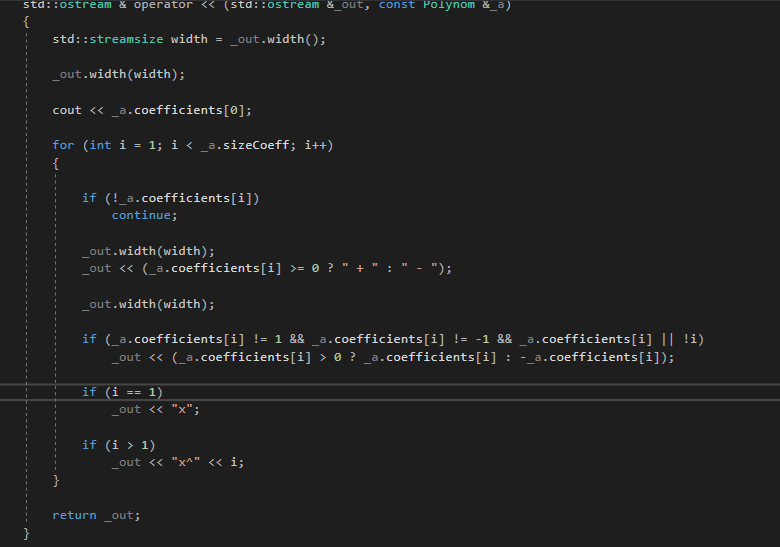 std::ostream & operator << (std::ostream &_out, const Polynom &_a)
{
std::streamsize width = _out.width();
_out.width(width);
cout << _a.coefficients[0];
for (int i = 1; i < _a.sizeCoeff; i++)
{
if (!_a.coefficients[i])
continue;
_out.width(width);
_out << (_a.coefficients[i] >= 0 ? " + " : " - ");
_out.width(width);
if (_a.coefficients[i] != 1 && _a.coefficients[i] != -1 && _a.coefficients[i] || !i)
_out << (_a.coefficients[i] > 0 ? _a.coefficients[i] : -_a.coefficients[i]);
if (i == 1)
_out << "x";
if (i > 1)
_out << "x^" << i;
}
return _out;
}